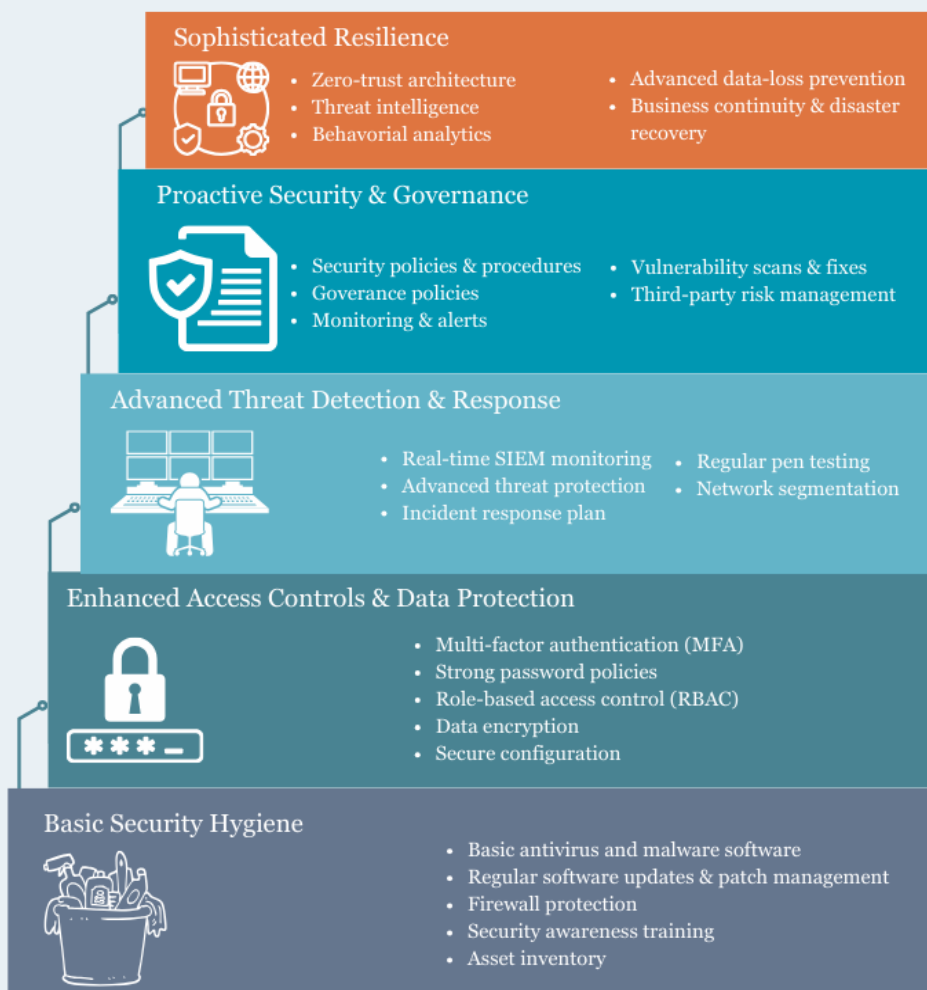 Sophisticated Resilience
• Zero-trust architecture
• Threat intelligence
• Behavorial analytics
• Advanced data-loss prevention
• Business continuity & disaster
recovery
Proactive Security & Governance
• Security policies & procedures
• Goverance policies
• Monitoring & alerts
• Vulnerability scans & fixes
• Third-party risk management
Advanced Threat Detection & Response
• Real-time SIEM monitoring
• Advanced threat protection
• Incident response plan
• Regular pen testing
• Network segmentation
Enhanced Access Controls & Data Protection
• Multi-factor authentication (MFA)
• Strong password policies
• Role-based access control (RBAC)
• Data encryption
• Secure configuration
***_
Basic Security Hygiene
• Basic antivirus and malware software
• Regular software updates & patch management
• Firewall protection
• Security awareness training
• Asset inventory